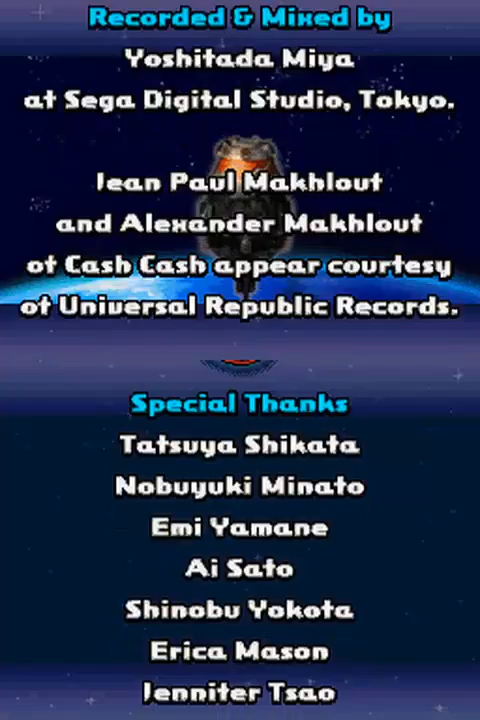 Recorded & Mixed by
Yoshitada Miya
at Sega Digital Studio, Tokyo.
Jean Paul Makhlouf
and Alexander Makhlouf
of Cash Cash appear courtesy
of Universal Republic Records.
Special Thanks
Tatsuya Shikata
Nobuyuki Minato
Emi Yamane
Ai Sato
Shinobu Yokota
Erica Mason
Jennifer Tsao